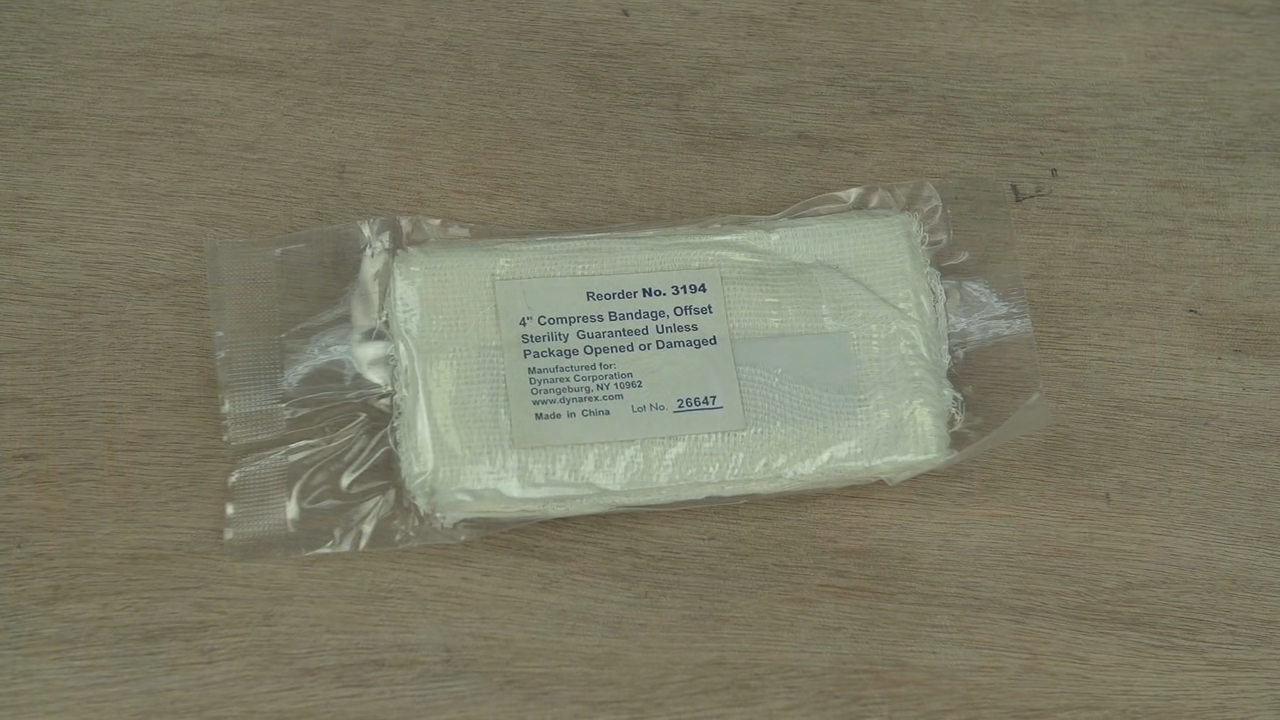 Reorder No. 3194
4" Compress Bandage, Offset
Sterility Guaranteed Unless
Package Opened or Damaged
Manufactured for:
Dynarex Corporation
Orangeburg, NY 10962
www.dynarex.com
Made in China Lot No. 26647